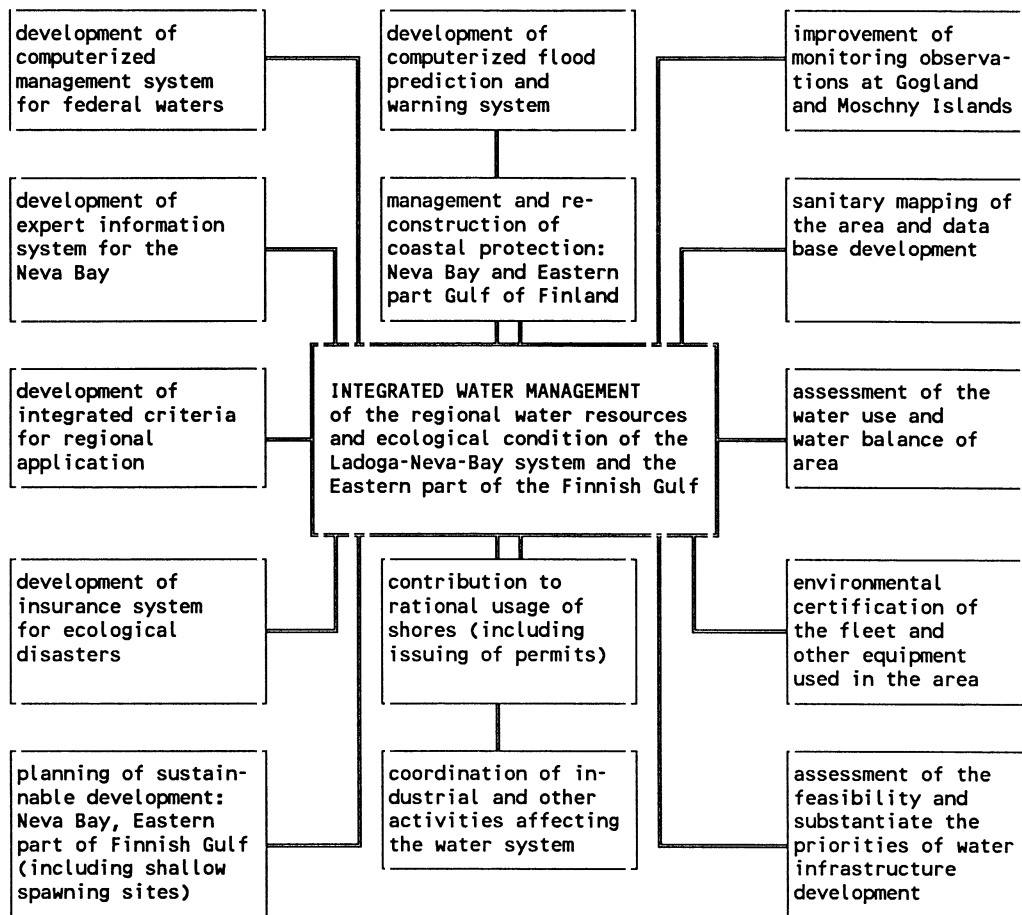 development of
computerized
management system
for federal waters
development of
computerized flood
prediction and
warning system
improvement of
monitoring observa-
tions at Gogland
and Moschny Islands
development of
expert information
system for the
Neva Bay
management and re-
construction of
coastal protection:
Neva Bay and Eastern
part Gulf of Finland
sanitary mapping of
the area and data
base development
development of
integrated criteria
for regional
application
INTEGRATED WATER MANAGEMENT
of the regional water resources
and ecological condition of the
Ladoga-Neva-Bay system and the
Eastern part of the Finnish Gulf
assessment of the
water use and
water balance of
area
development of
insurance system
for ecological
disasters
contribution to
rational usage of
shores (including
issuing of permits)
environmental
certification of
the fleet and
other equipment
used in the area
planning of sustain-
nable development:
Neva Bay, Eastern
part of Finnish Gulf
(including shallow
spawning sites)
coordination of in-
dustrial and other
activities affecting
the water system
assessment of the
feasibility and
substantiate the
priorities of water
infrastructure
development